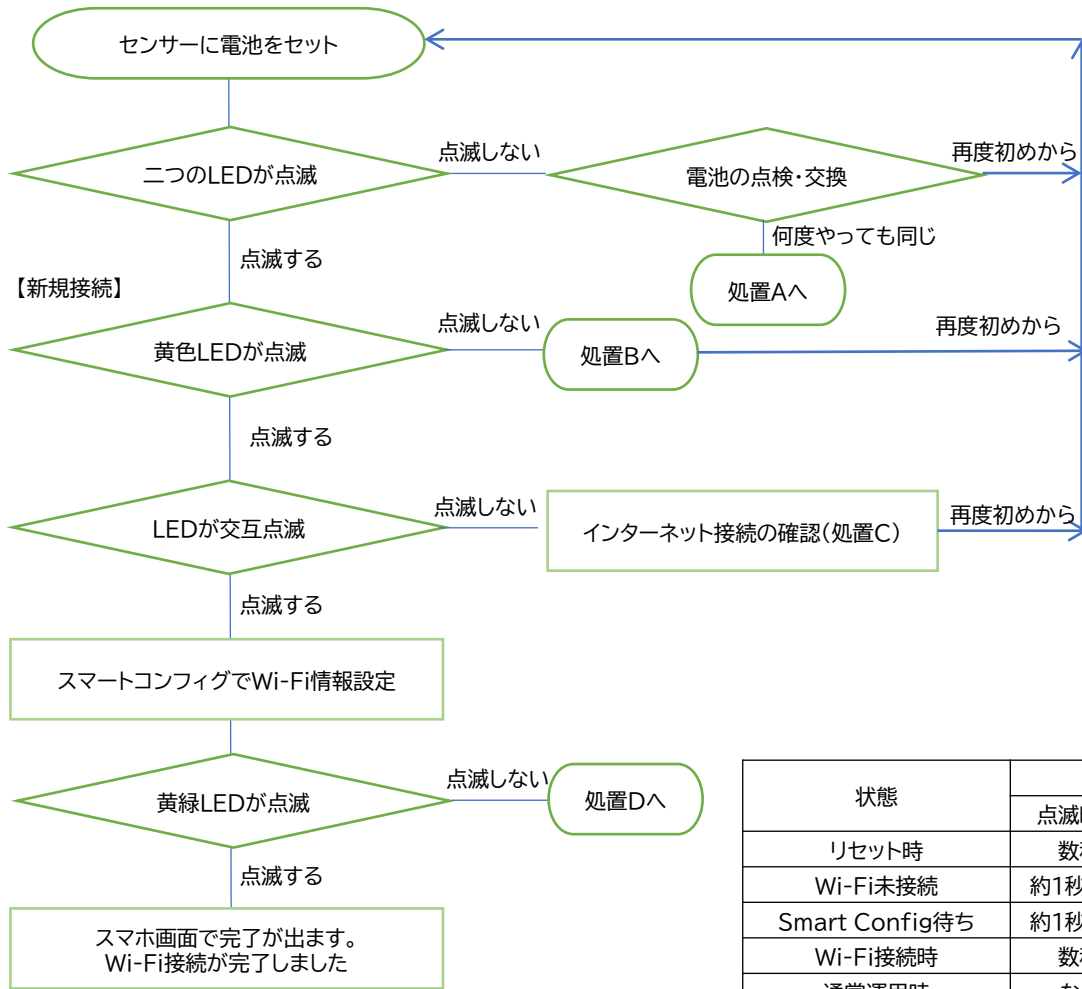 センサーに電池をセット
二つのLEDが点滅
点滅しない
電池の点検・交換
再度初めから
点滅する
何度やっても同じ
処置Aへ
【新規接続】
黄色LEDが点滅
点滅しない
処置Bへ
再度初めから
点滅する
LEDが交互点滅
点滅しない
インターネット接続の確認(処置C)
再度初めから
点滅する
スマートコンフィグでWi-Fi情報設定
黄緑LEDが点滅
点滅しない
処置Dへ
点滅する
スマホ画面で完了が出ます。
Wi-Fi接続が完了しました
状態
点滅
リセット時
数
Wi-Fi未接続
約1秒
Smart Config待ち
約1秒
Wi-Fi接続時
数